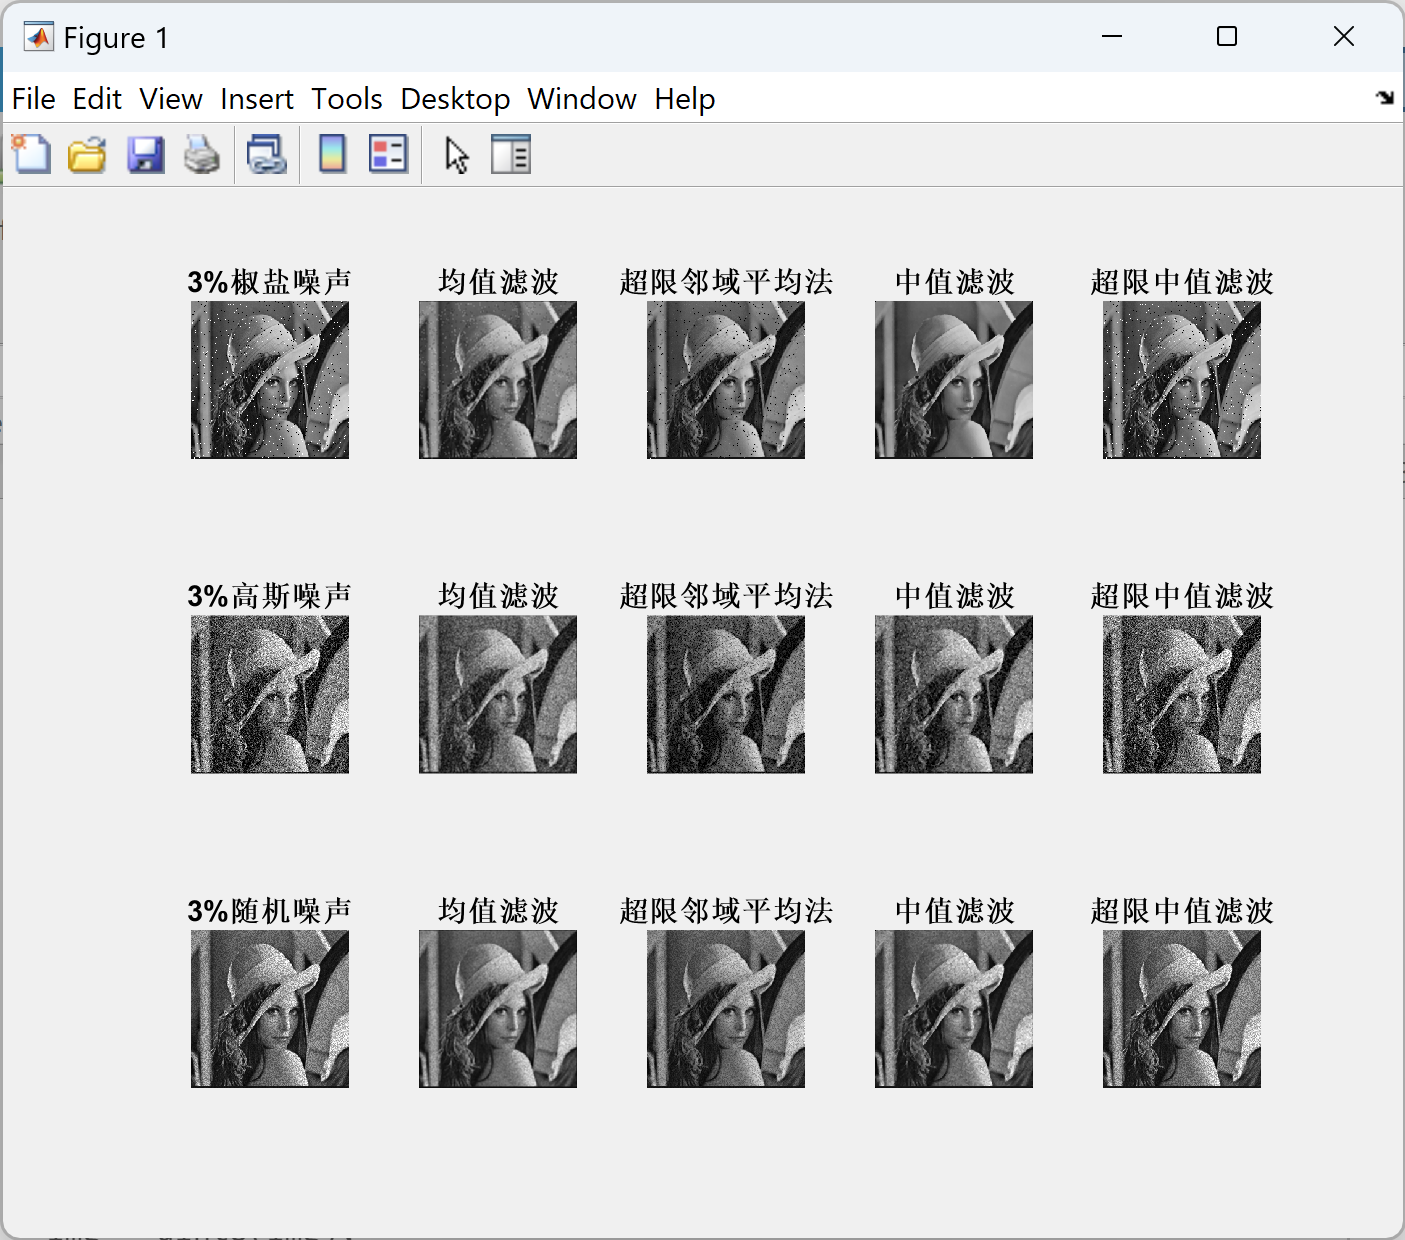 Figure 1
File Edit View Insert Tools Desktop Window Help
3%椒盐噪声 均值滤波 超限邻域平均法 中值滤波 超限中值滤波
3%高斯噪声 均值滤波 超限邻域平均法 中值滤波 超限中值滤波
3%随机噪声 均值滤波 超限邻域平均法 中值滤波 超限中值滤波